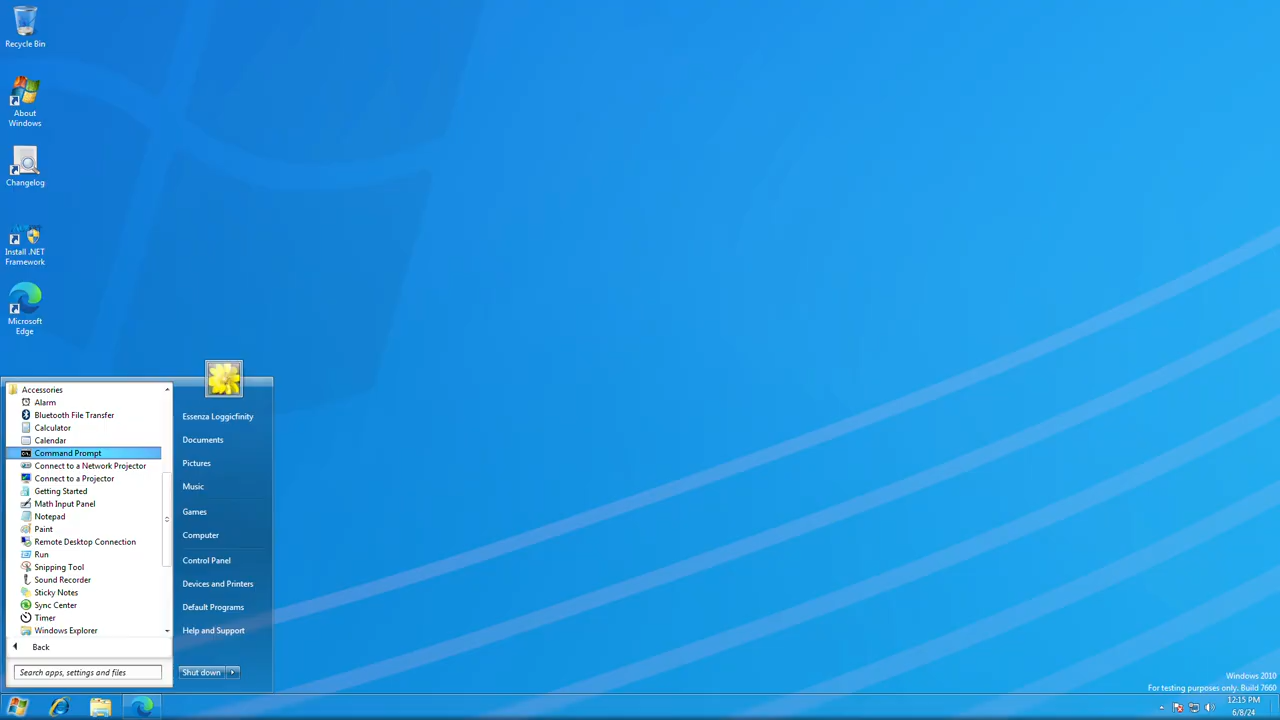 Recycle Bin
About
Windows
Changelog
Install .NET
Framework
Microsoft
Edge
Accessories
Alarm
Bluetooth File Transfer
Calculator
Calendar
Command Prompt
Connect to a Network Projector
Connect to a Projector
Getting Started
Math Input Panel
Notepad
Paint
Remote Desktop Connection
Run
Snipping Tool
Sound Recorder
Sticky Notes
Sync Center
Timer
Windows Explorer
Back
Search apps, settings and files
Essenza Loggicfinity
Documents
Pictures
Music
Games
Computer
Control Panel
Devices and Printers
Default Programs
Help and Support
Shut down
Windows 2010
For testing purposes only. Build 7660
12:15 PM
6/8/24